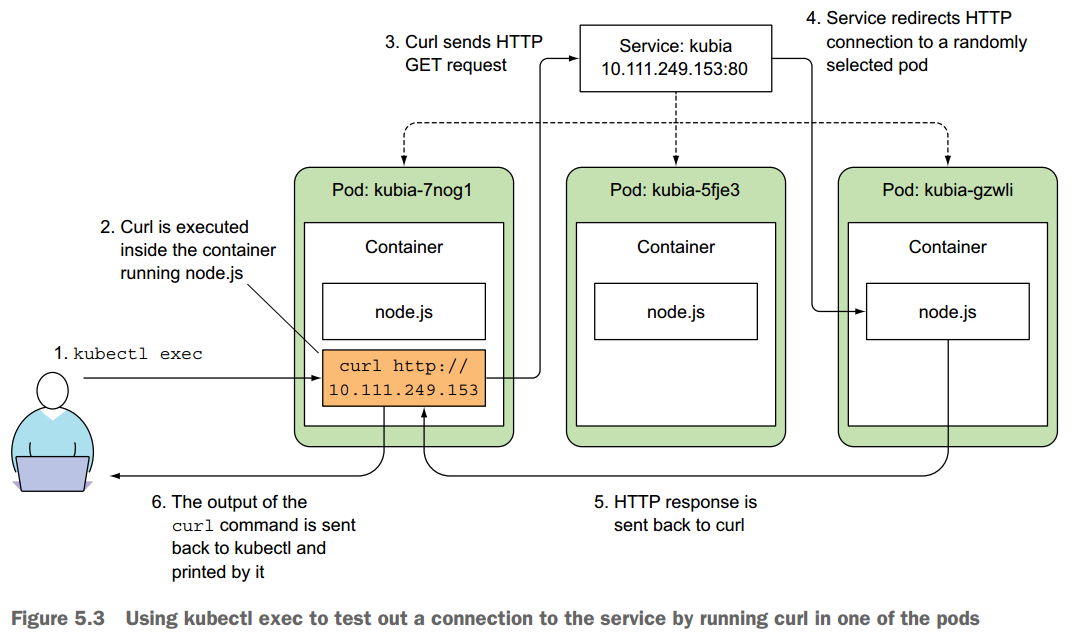 3. Curl sends HTTP
GET request
Service: kubia
10.111.249.153:80
4. Service redirects HTTP
connection to a randomly
selected pod
Pod: kubia-7nog1
Pod: kubia-5fje3
Pod: kubia-gzwli
2. Curl is executed
inside the container
running node.js
Container
Container
Container
node.js
node.js
node.js
1. kubectl exec
curl http://
10.111.249.153
6. The output of the
curl command is sent
back to kubectl and
printed by it
5. HTTP response is
sent back to curl
Figure 5.3 Using kubectl exec to test out a connection to the service by running curl in one of the pods